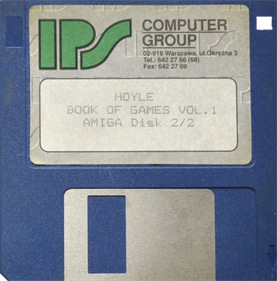 IPS
COMPUTER
GROUP
02-916 Warszawa, ul.Okrężna 3
Tel.: 642 27 66 (68)
Fax: 642 27 69
HOYLE
BOOK OF GAMES VOL.1
AMIGA Disk 2/2